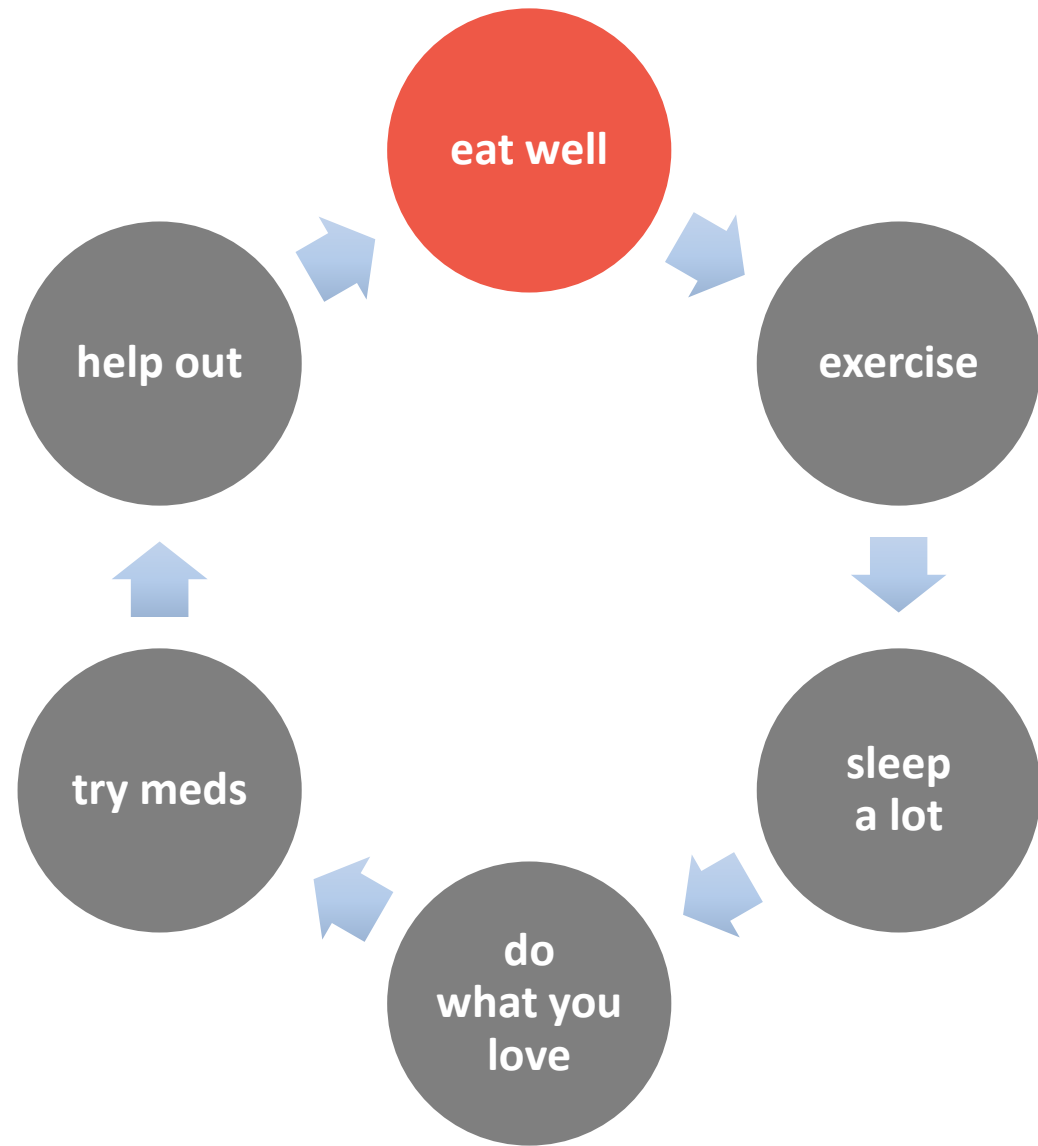 eat well
exercise
sleep
a lot
do
what you
love
try meds
help out